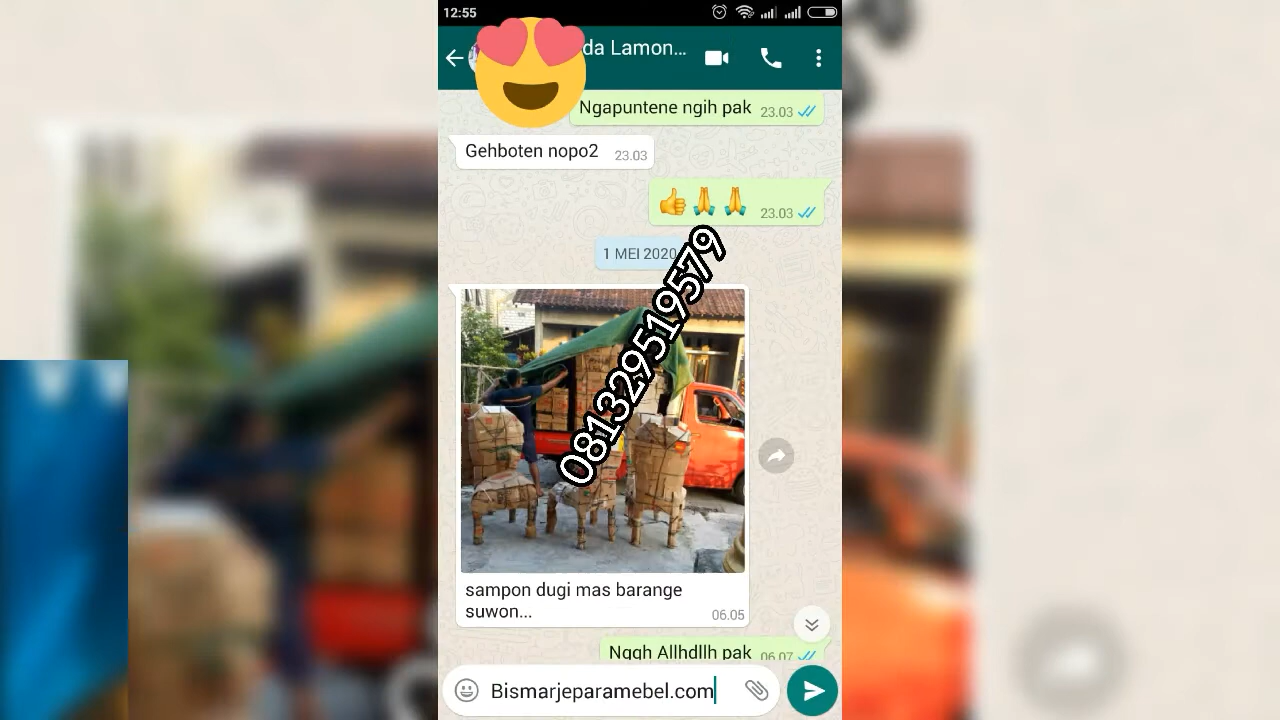 12:55
da Lamon...
Ngapuntene ngih pak 23.03
Gehboten nopo2 23.03
23.03
1 MEI 2020
081329519579
sampon dugi mas barange
suwon...
06.05
Nggh Allhdllh pak 06.07
Bismarjeparamebel.com